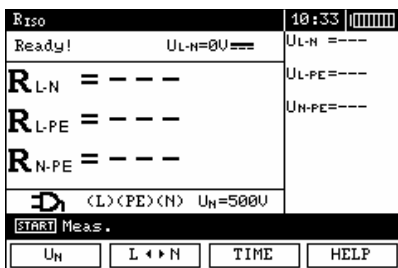 RISO 10:33
Ready! UL-N=0V
UL-N =---
UL-PE=---
UN-PE=---
RL-N = ---
RL-PE = ---
RN-PE = ---
(L)(PE)(N) UN=500V
START Meas.
UN L◄►N TIME HELP